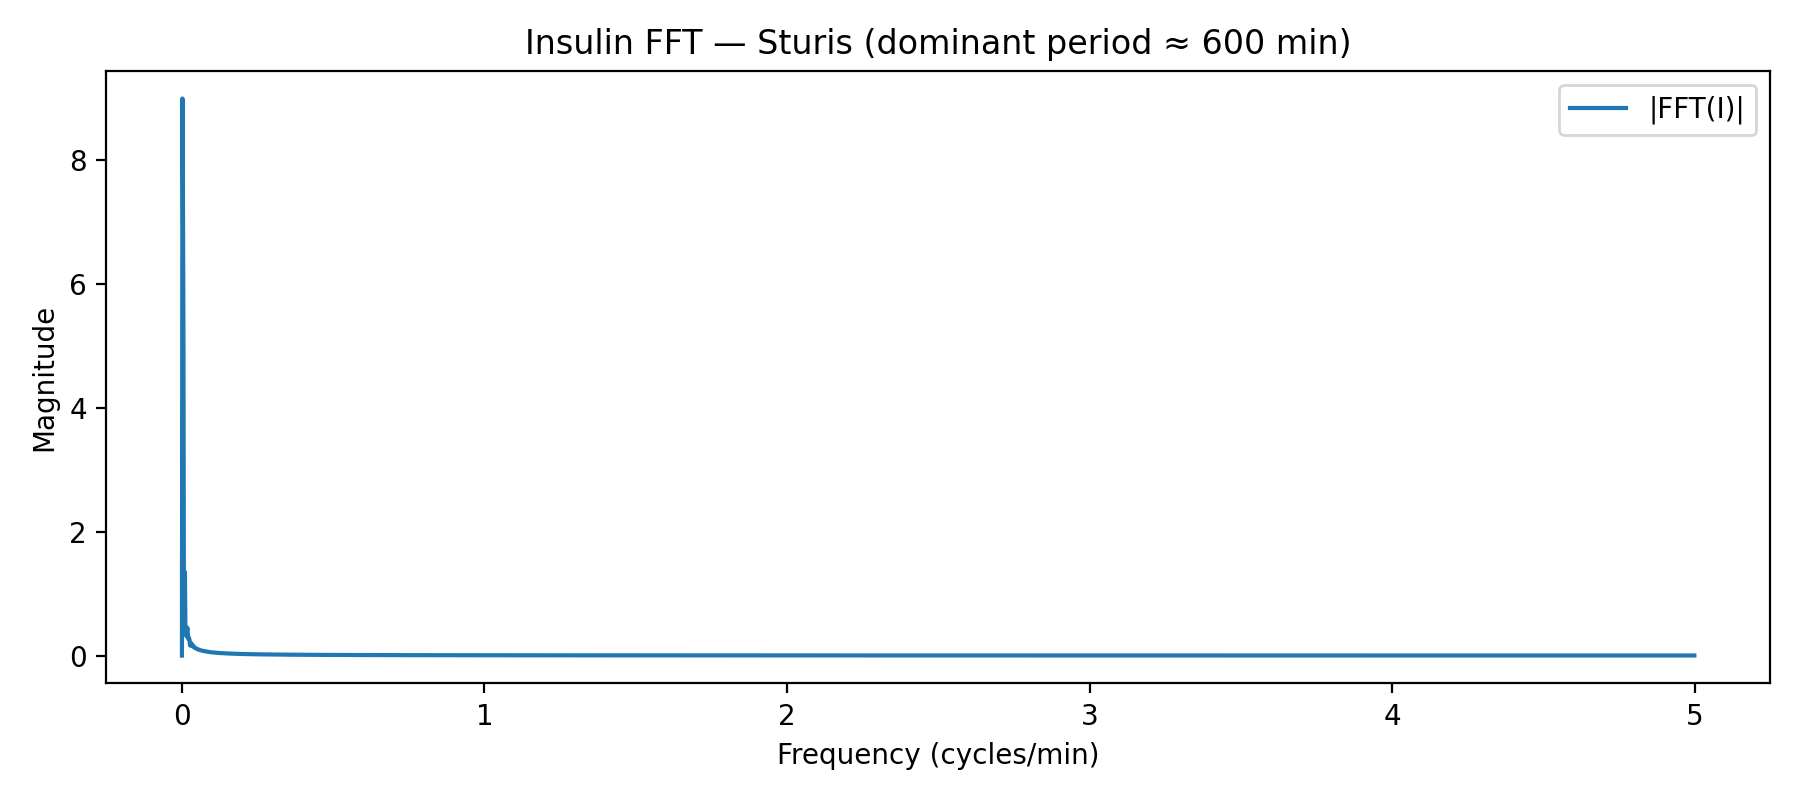 Insulin FFT — Sturis (dominant period ≈ 600 min)
|FFT(I)|
Magnitude
8
6
4
2
0
0 1 2 3 4 5
Frequency (cycles/min)